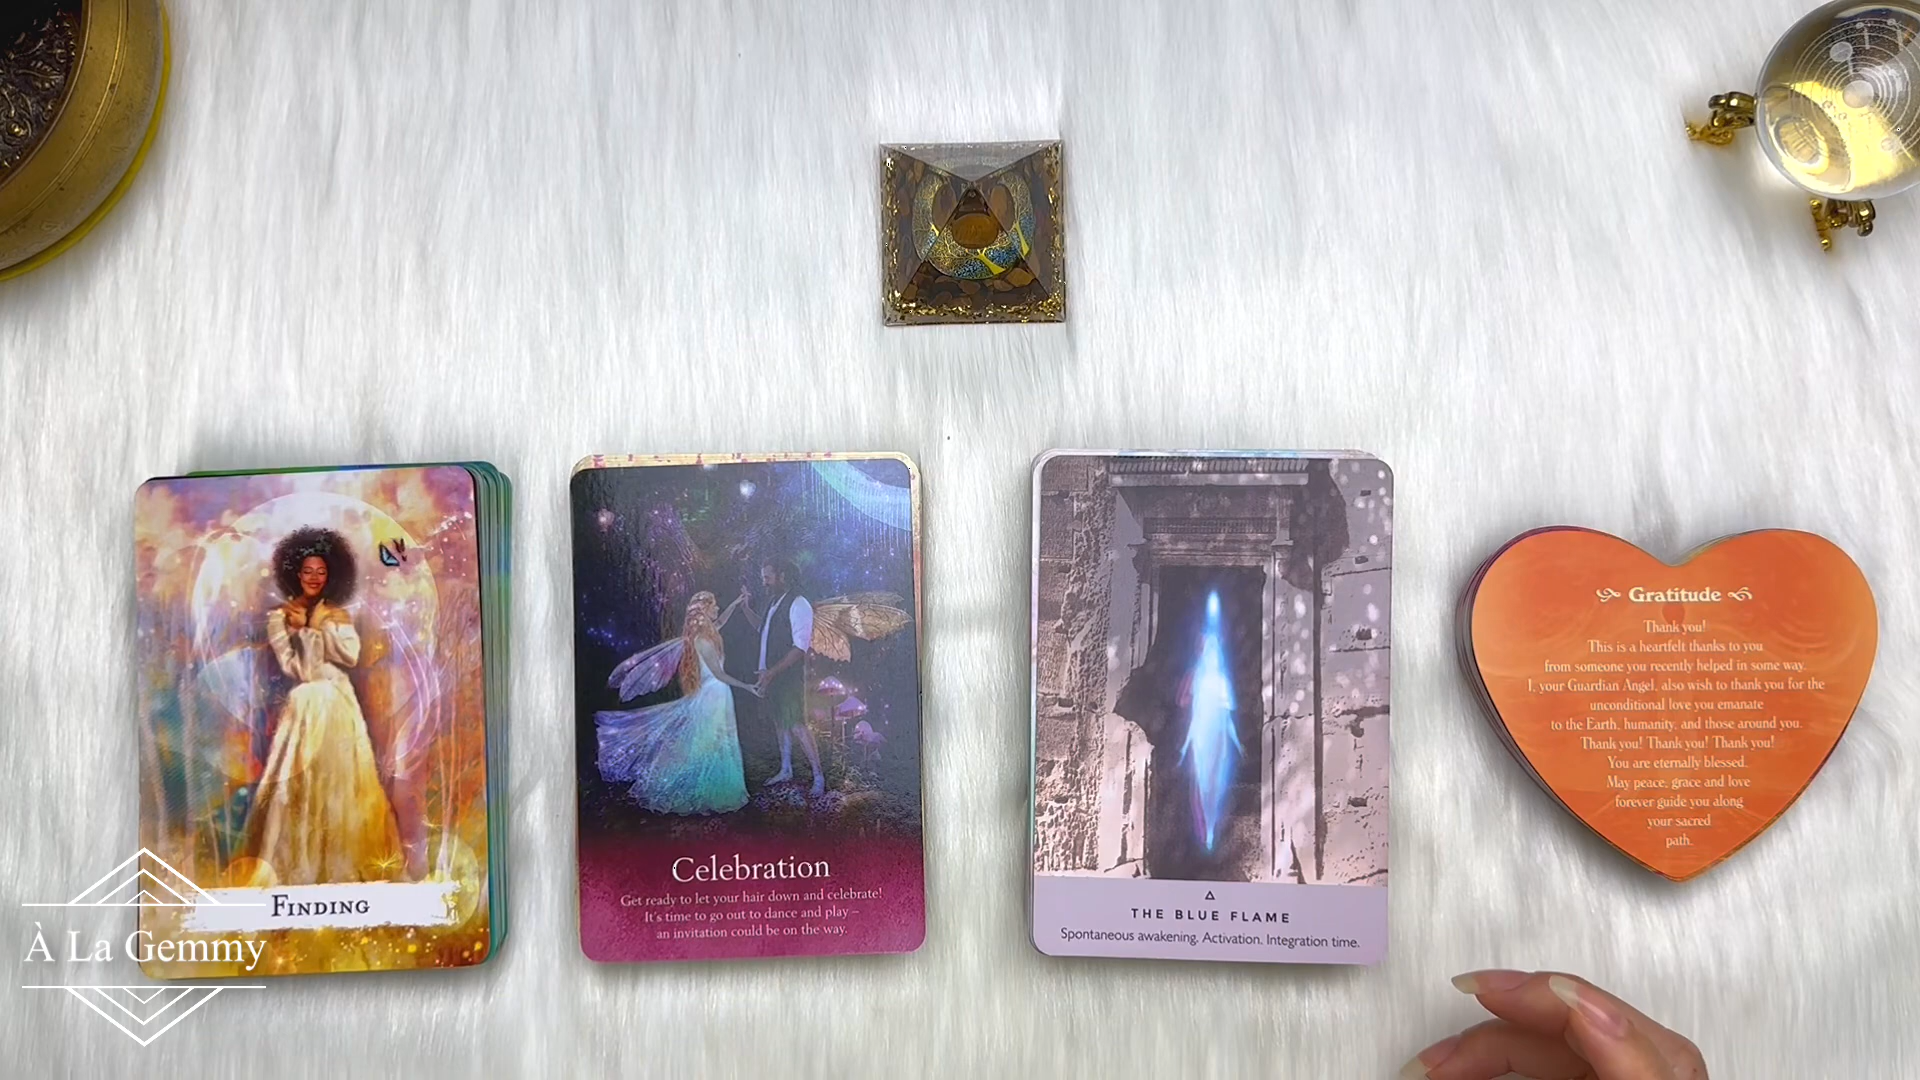 FINDING
À La Gemmy
Celebration
Get ready to let your hair down and celebrate!
It's time to go out to dance and play –
an invitation could be on the way.
THE BLUE FLAME
Spontaneous awakening. Activation. Integration time.
Gratitude
Thank you!
This is a heartfelt thanks to you
from someone you recently helped in some way.
I, your Guardian Angel, also wish to thank you for the
unconditional love you emanate
to the Earth, humanity, and those around you.
Thank you! Thank you! Thank you!
You are eternally blessed.
May peace, grace and love
forever guide you along
your sacred
path.